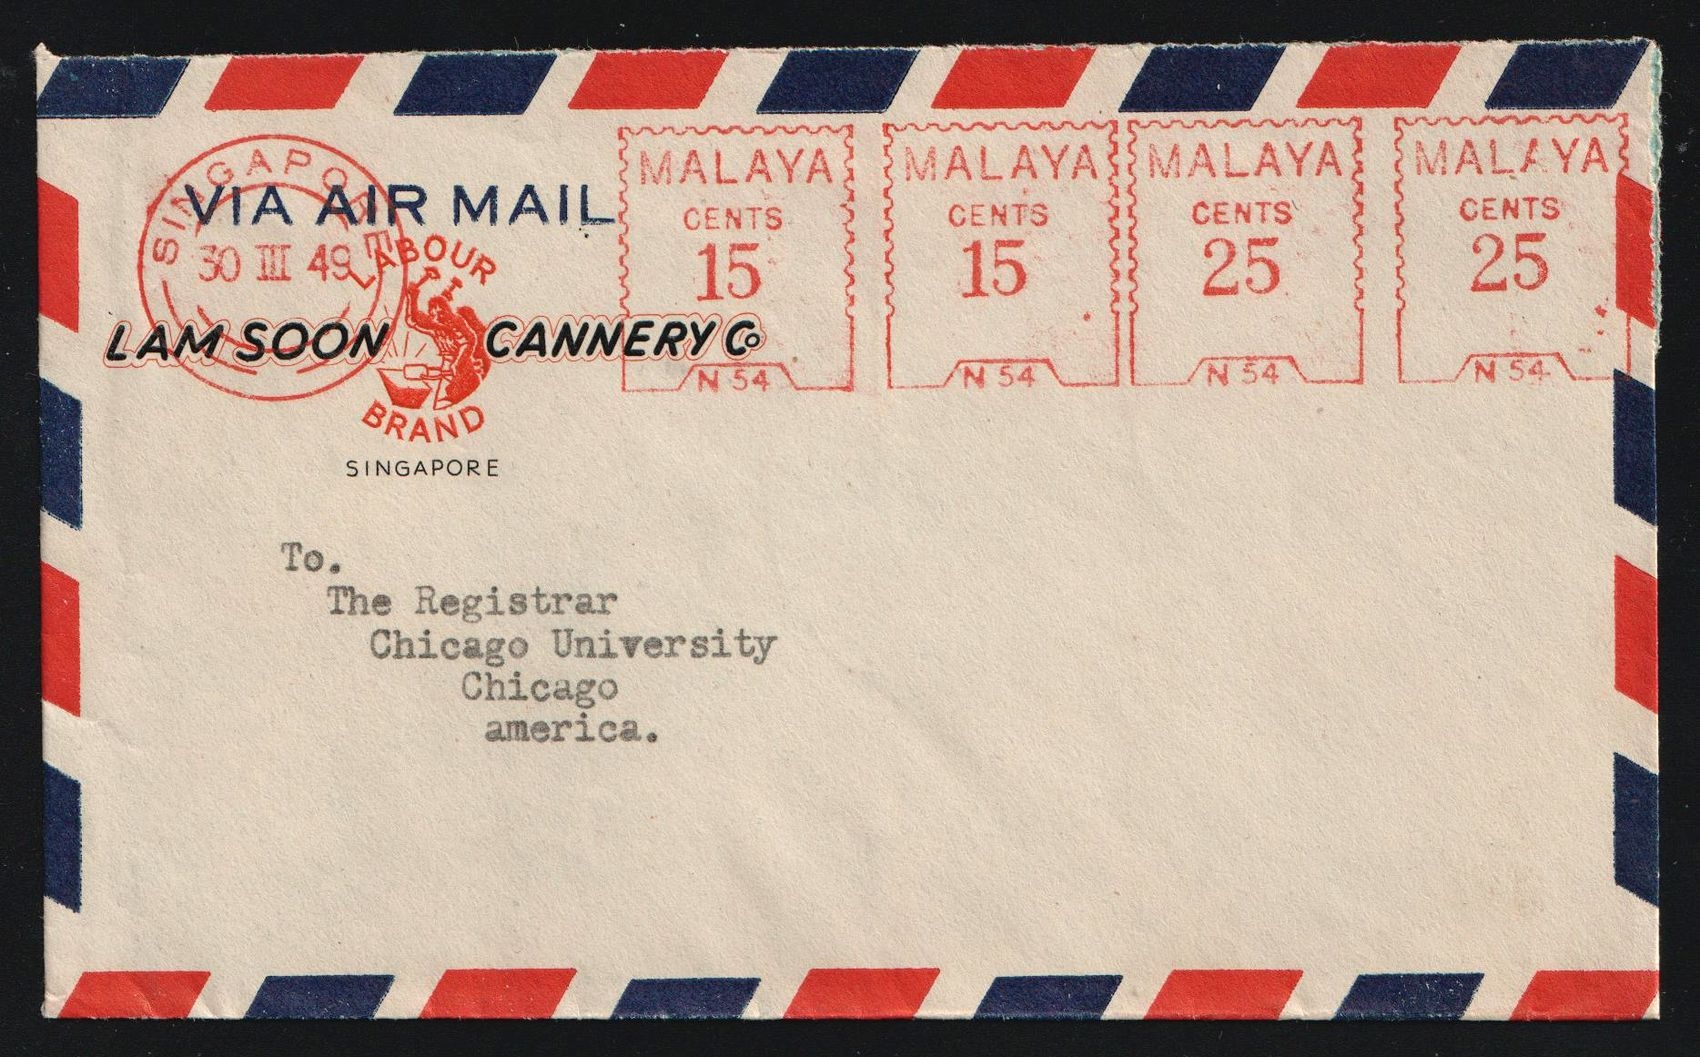 SINGAPORE
30 III 49
VIA AIR MAIL
LABOUR
LAM SOON CANNERY Co
BRAND
SINGAPORE
MALAYA
CENTS
15
N 54
MALAYA
CENTS
15
N 54
MALAYA
CENTS
25
N 54
MALAYA
CENTS
25
N 54
To.
The Registrar
Chicago University
Chicago
america.